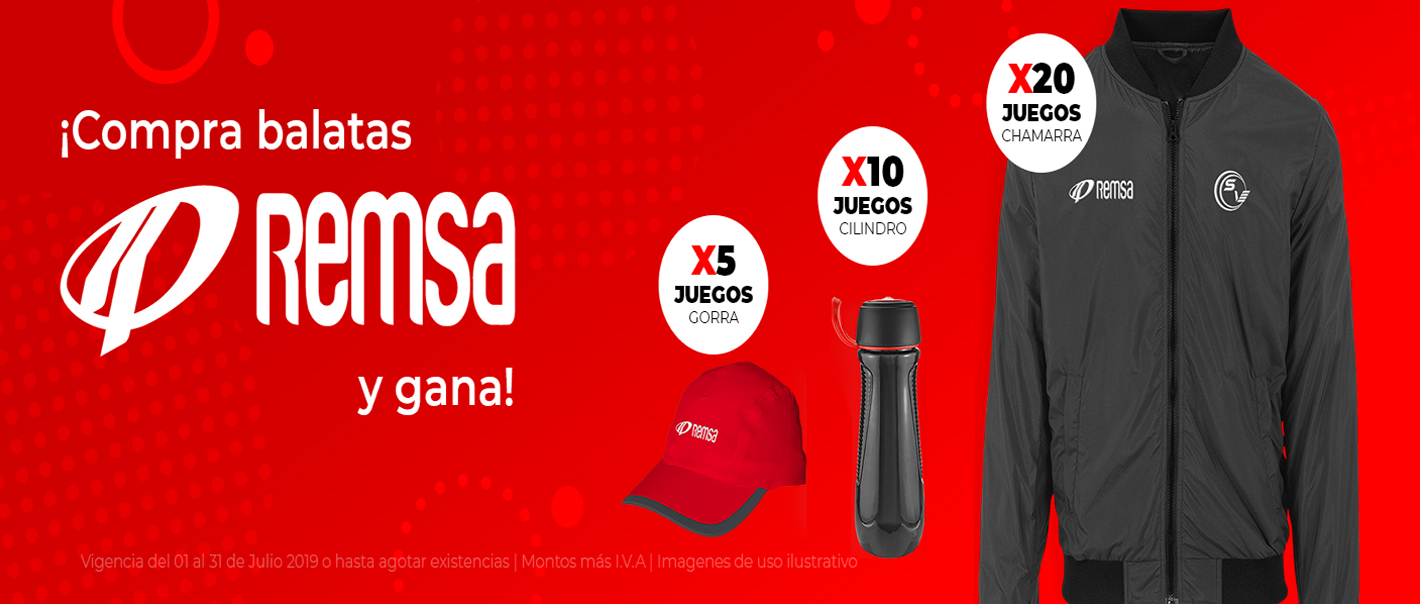 ¡Compra balatas
Remsa
y gana!
X5
JUEGOS
GORRA
Remsa
X10
JUEGOS
CILINDRO
X20
JUEGOS
CHAMARRA
Remsa
SV
Vigencia del 01 al 31 de Julio 2019 o hasta agotar existencias | Montos más I.V.A | Imagenes de uso ilustrativo